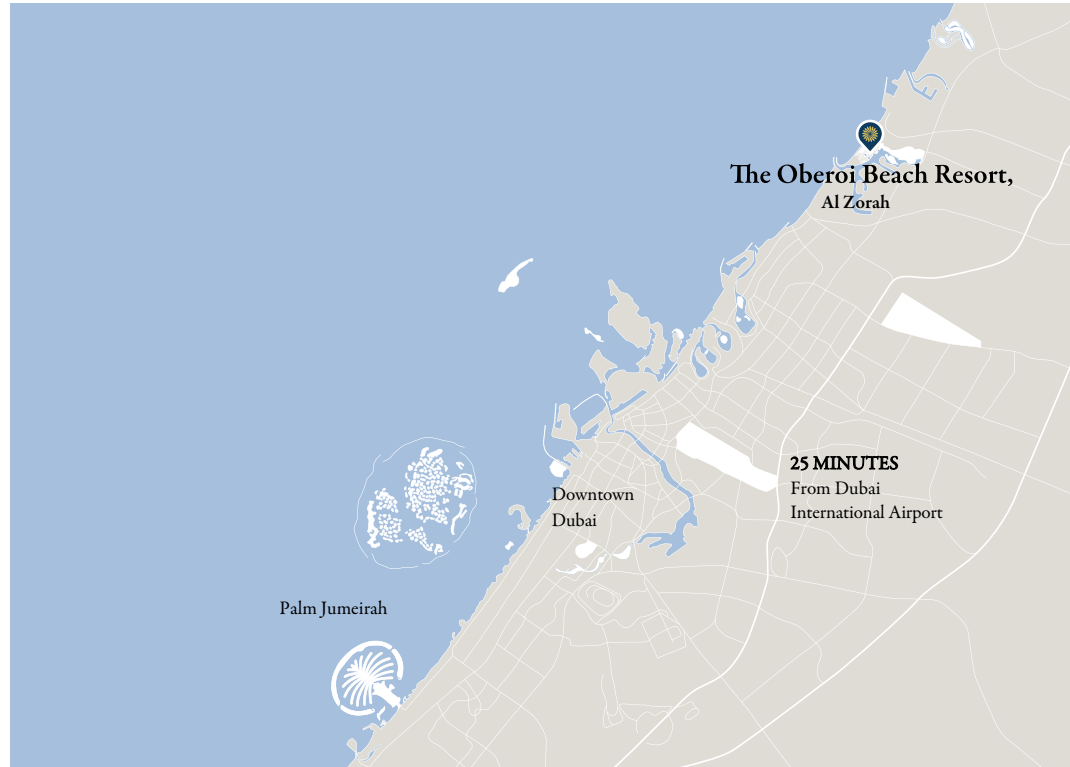 The Oberoi Beach Resort,
Al Zorah
25 MINUTES
From Dubai
International Airport
Downtown
Dubai
Palm Jumeirah